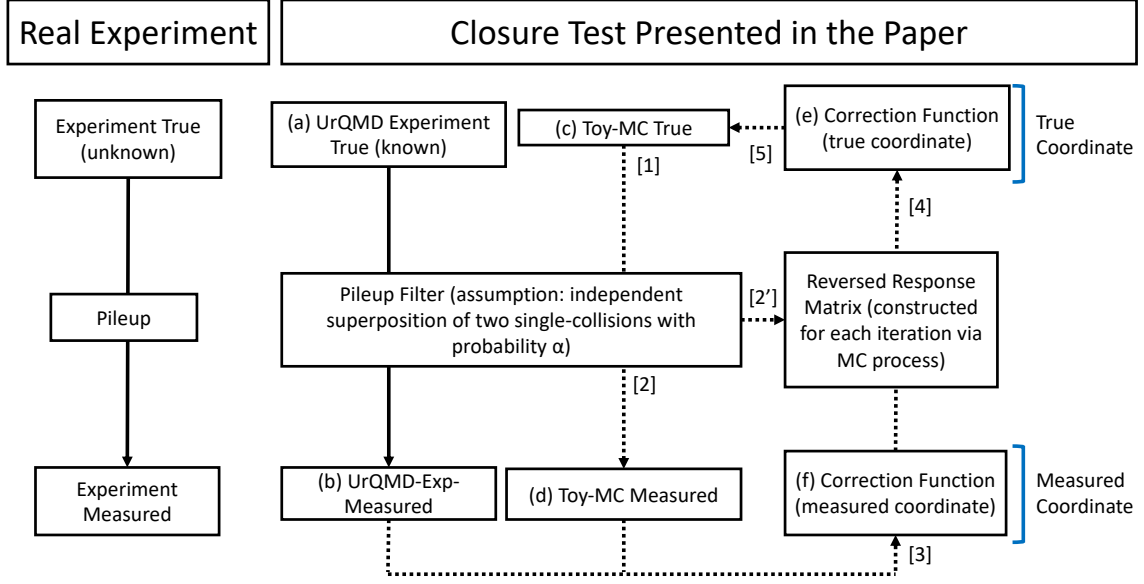 Real Experiment
Closure Test Presented in the Paper
Experiment True
(unknown)
Pileup
Experiment
Measured
(a) UrQMD Experiment
True (known)
(c) Toy-MC True
[1]
[5]
(e) Correction Function
(true coordinate)
True
Coordinate
[4]
Pileup Filter (assumption: independent
superposition of two single-collisions with
probability α)
[2']
Reversed Response
Matrix (constructed
for each iteration via
MC process)
[2]
(b) UrQMD-Exp-
Measured
(d) Toy-MC Measured
(f) Correction Function
(measured coordinate)
Measured
Coordinate
[3]